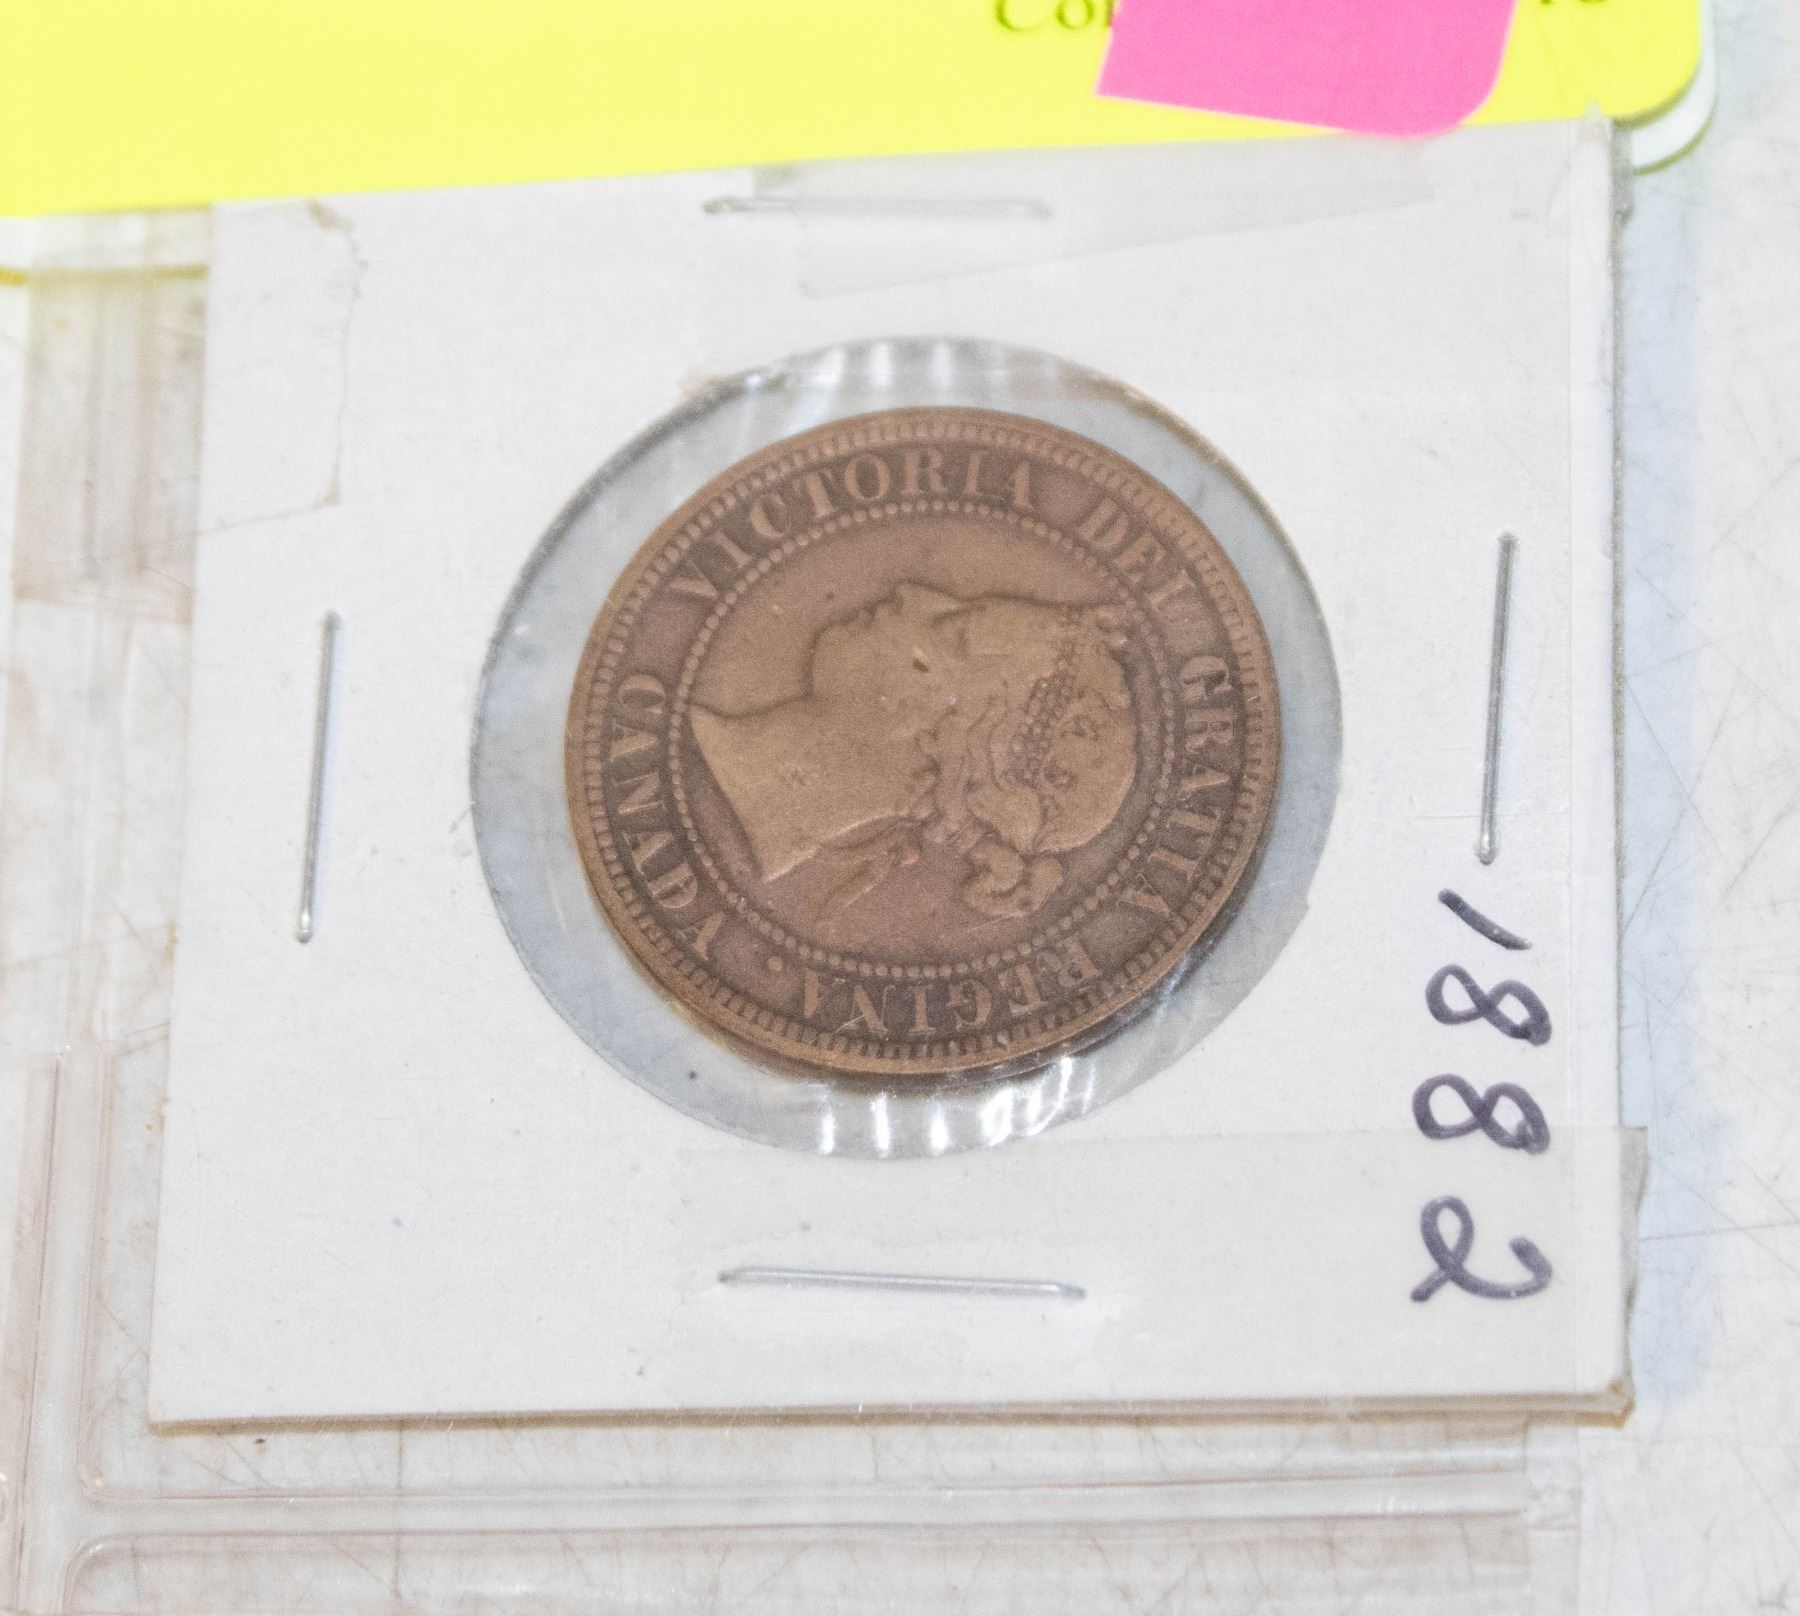 VICTORIA DEI GRATIA REGINA. CANADA
1882